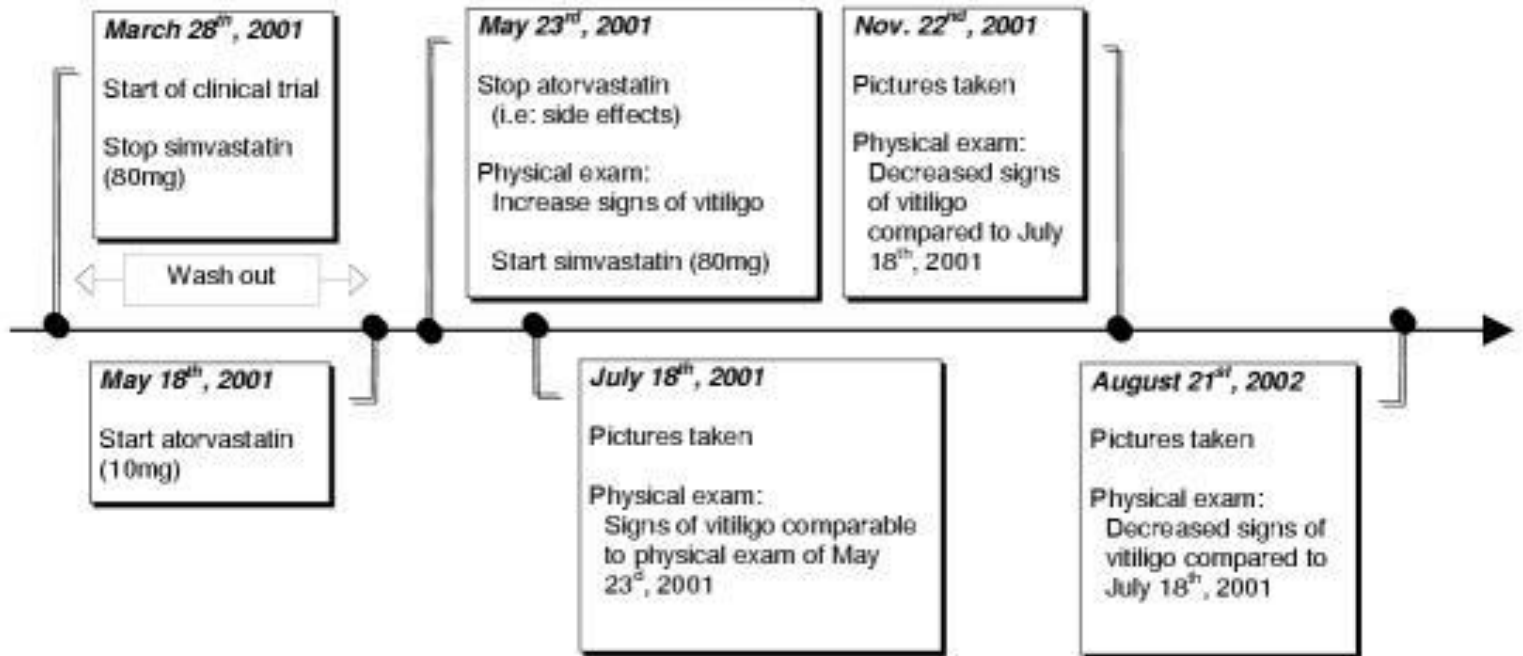 March 28th, 2001
Start of clinical trial
Stop simvastatin
(80mg)
Wash out
May 18th, 2001
Start atorvastatin
(10mg)
May 23rd, 2001
Stop atorvastatin
(i.e: side effects)
Physical exam:
Increase signs of vitiligo
Start simvastatin (80mg)
July 18th, 2001
Pictures taken
Physical exam:
Signs of vitiligo comparable
to physical exam of May
23d, 2001
Nov. 22nd, 2001
Pictures taken
Physical exam:
Decreased signs
of vitiligo
compared to July
18th, 2001
August 21st, 2002
Pictures taken
Physical exam:
Decreased signs of
vitiligo compared to
July 18th, 2001